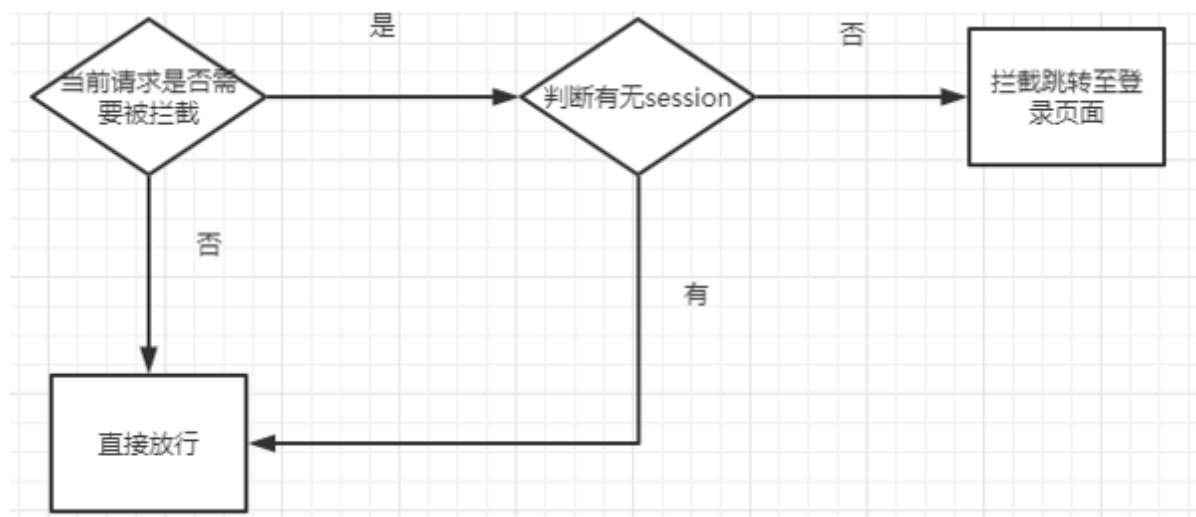 是
否
当前请求是否需
要被拦截
判断有无session
拦截跳转至登
录页面
否
有
直接放行